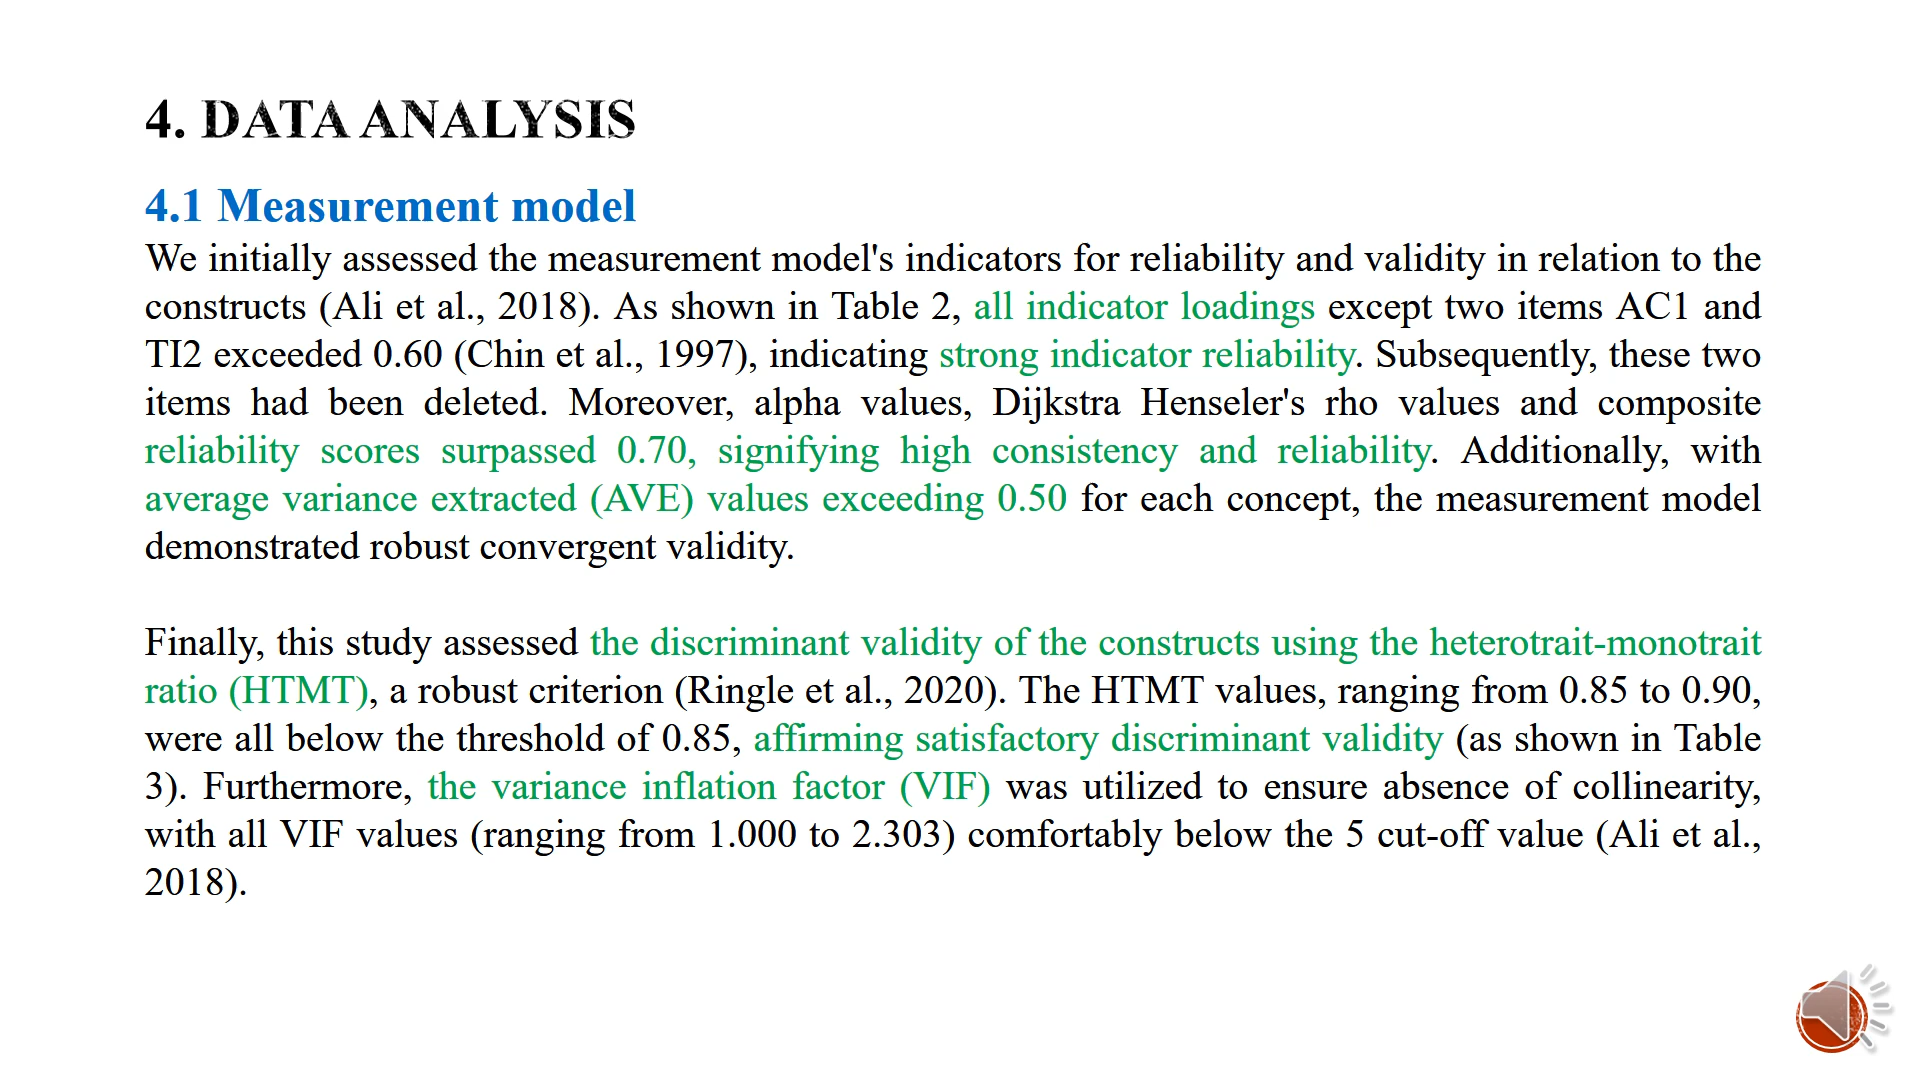 4. DATA ANALYSIS
4.1 Measurement model
We initially assessed the measurement model's indicators for reliability and validity in relation to the
constructs (Ali et al., 2018). As shown in Table 2, all indicator loadings except two items AC1 and
TI2 exceeded 0.60 (Chin et al., 1997), indicating strong indicator reliability. Subsequently, these two
items had been deleted. Moreover, alpha values, Dijkstra Henseler's rho values and composite
reliability scores surpassed 0.70, signifying high consistency and reliability. Additionally, with
average variance extracted (AVE) values exceeding 0.50 for each concept, the measurement model
demonstrated robust convergent validity.
Finally, this study assessed the discriminant validity of the constructs using the heterotrait-monotrait
ratio (HTMT), a robust criterion (Ringle et al., 2020). The HTMT values, ranging from 0.85 to 0.90,
were all below the threshold of 0.85, affirming satisfactory discriminant validity (as shown in Table
3). Furthermore, the variance inflation factor (VIF) was utilized to ensure absence of collinearity,
with all VIF values (ranging from 1.000 to 2.303) comfortably below the 5 cut-off value (Ali et al.,
2018).